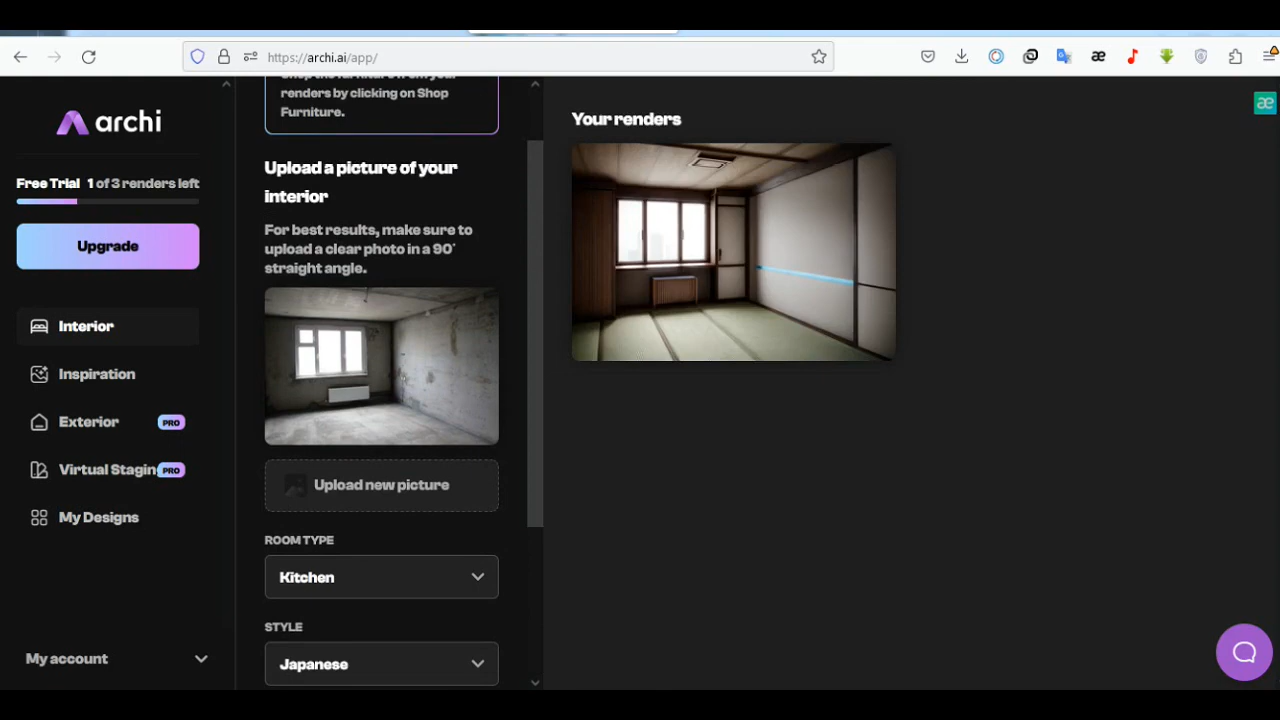 https://archi.ai/app/
archi
Free Trial 1 of 3 renders left
Upgrade
Interior
Inspiration
Exterior PRO
Virtual Stagin PRO
My Designs
My account
renders by clicking on Shop
Furniture.
Upload a picture of your
interior
For best results, make sure to
upload a clear photo in a 90°
straight angle.
Upload new picture
ROOM TYPE
Kitchen
STYLE
Japanese
Your renders
æ
æ